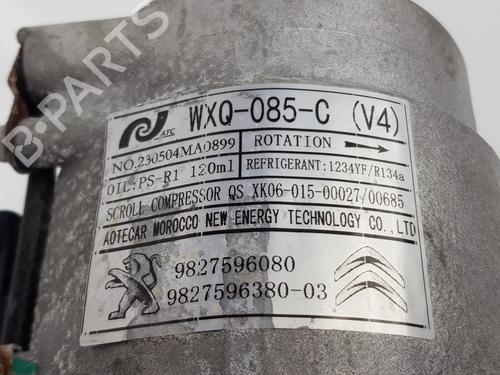 B-PARTS
ATC
WXQ-085-C (V4)
NO.230504MA0899
ROTATION
OIL:PS-R1 120ml
REFRIGERANT:1234YF/R134a
SCROLL COMPRESSOR QS XK06-015-00027/00685
AOTECAR MOROCCO NEW ENERGY TECHNOLOGY CO.,LTD
9827596080
9827596380-03